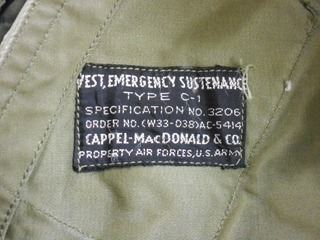 VEST, EMERGENCY SUSTENANCE
TYPE C-1
SPECIFICATION NO. 3206
ORDER NO. (W33-038)AC-5414
CAPPEL-MACDONALD & CO.
PROPERTY AIR FORCES, U.S. ARMY